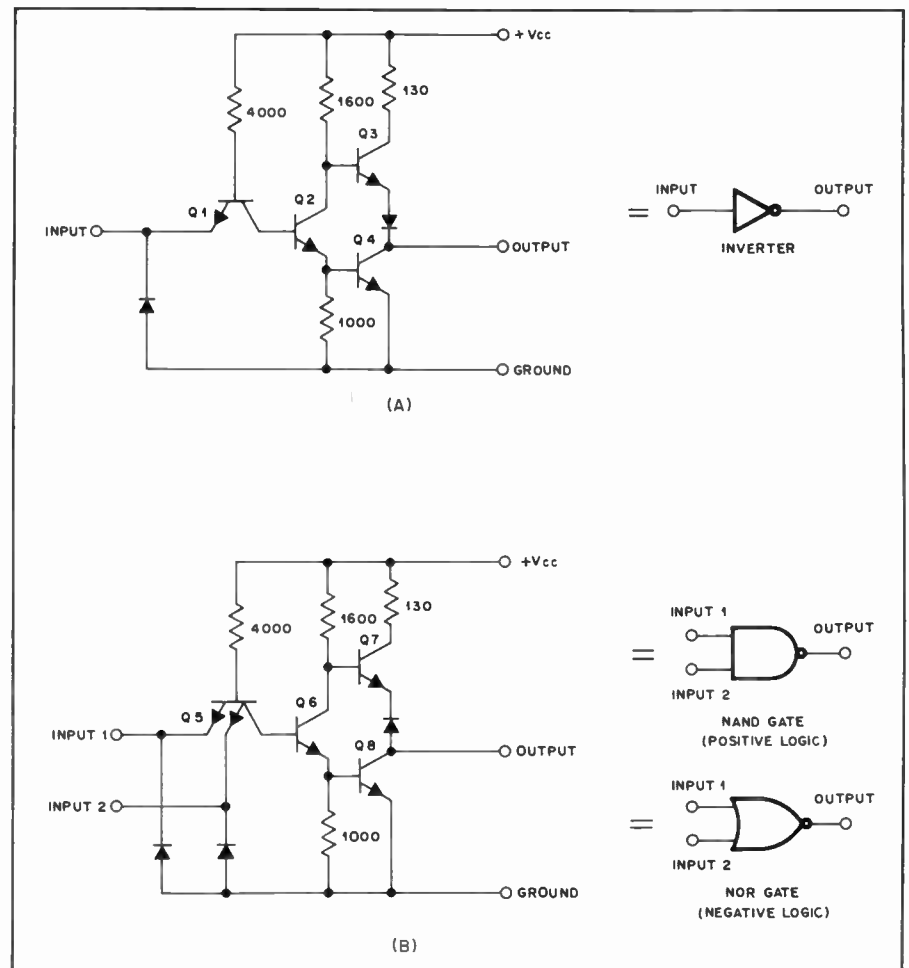 +Vcc
4000
1600
130
Q3
Q1
Q2
INPUT
Q4
OUTPUT
1000
GROUND
(A)
= INPUT OUTPUT
INVERTER
+Vcc
4000
1600
130
Q7
Q5
Q6
INPUT 1
Q8
OUTPUT
INPUT 2
1000
GROUND
(B)
INPUT 1
OUTPUT
=
INPUT 2
NAND GATE
(POSITIVE LOGIC)
INPUT 1
OUTPUT
=
INPUT 2
NOR GATE
(NEGATIVE LOGIC)